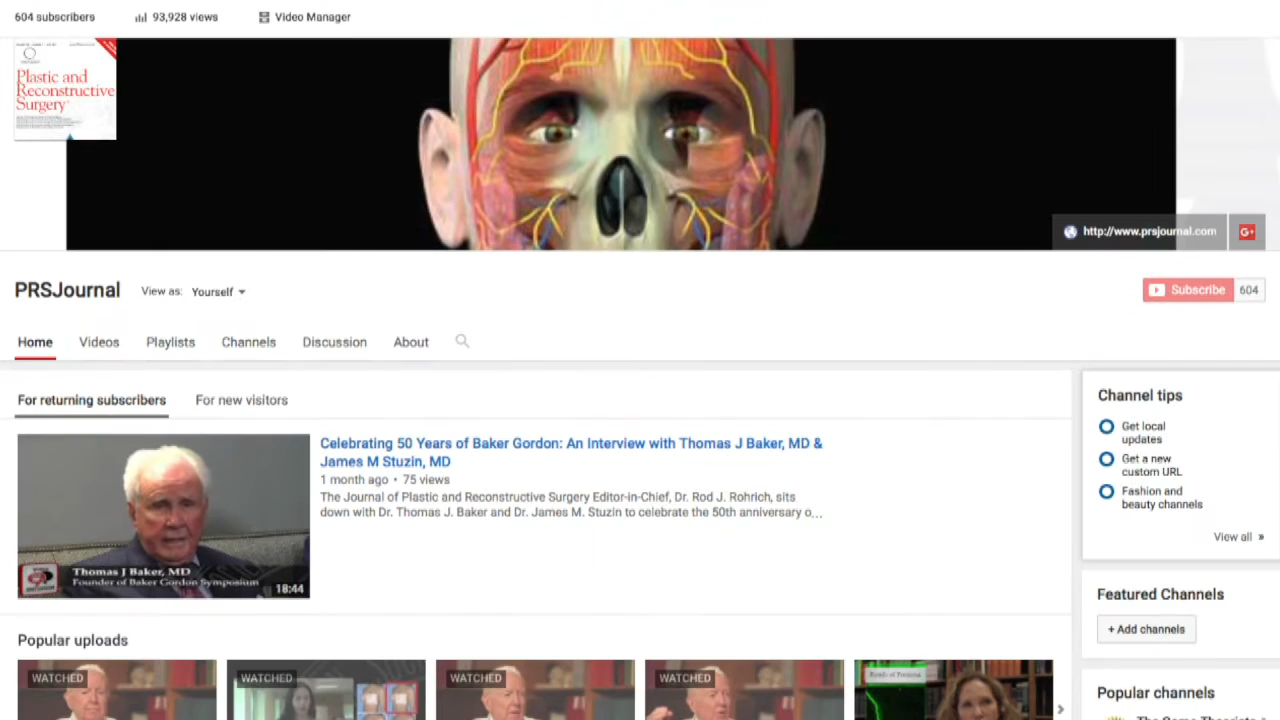 604 subscribers
93,928 views
Video Manager
Plastic and
Reconstructive
Surgery
http://www.prsjournal.com
G+
PRSJournal
View as: Yourself
Subscribe 604
Home Videos Playlists Channels Discussion About
For returning subscribers For new visitors
Celebrating 50 Years of Baker Gordon: An Interview with Thomas J Baker, MD &
James M Stuzin, MD
1 month ago • 75 views
The Journal of Plastic and Reconstructive Surgery Editor-in-Chief, Dr. Rod J. Rohrich, sits
down with Dr. Thomas J. Baker and Dr. James M. Stuzin to celebrate the 50th anniversary o...
Thomas J Baker, MD
Founder of Baker Gordon Symposium
18:44
Channel tips
Get local
updates
Get a new
custom URL
Fashion and
beauty channels
View all »
Featured Channels
+ Add channels
Popular uploads
WATCHED
WATCHED
WATCHED
WATCHED
Popular channels